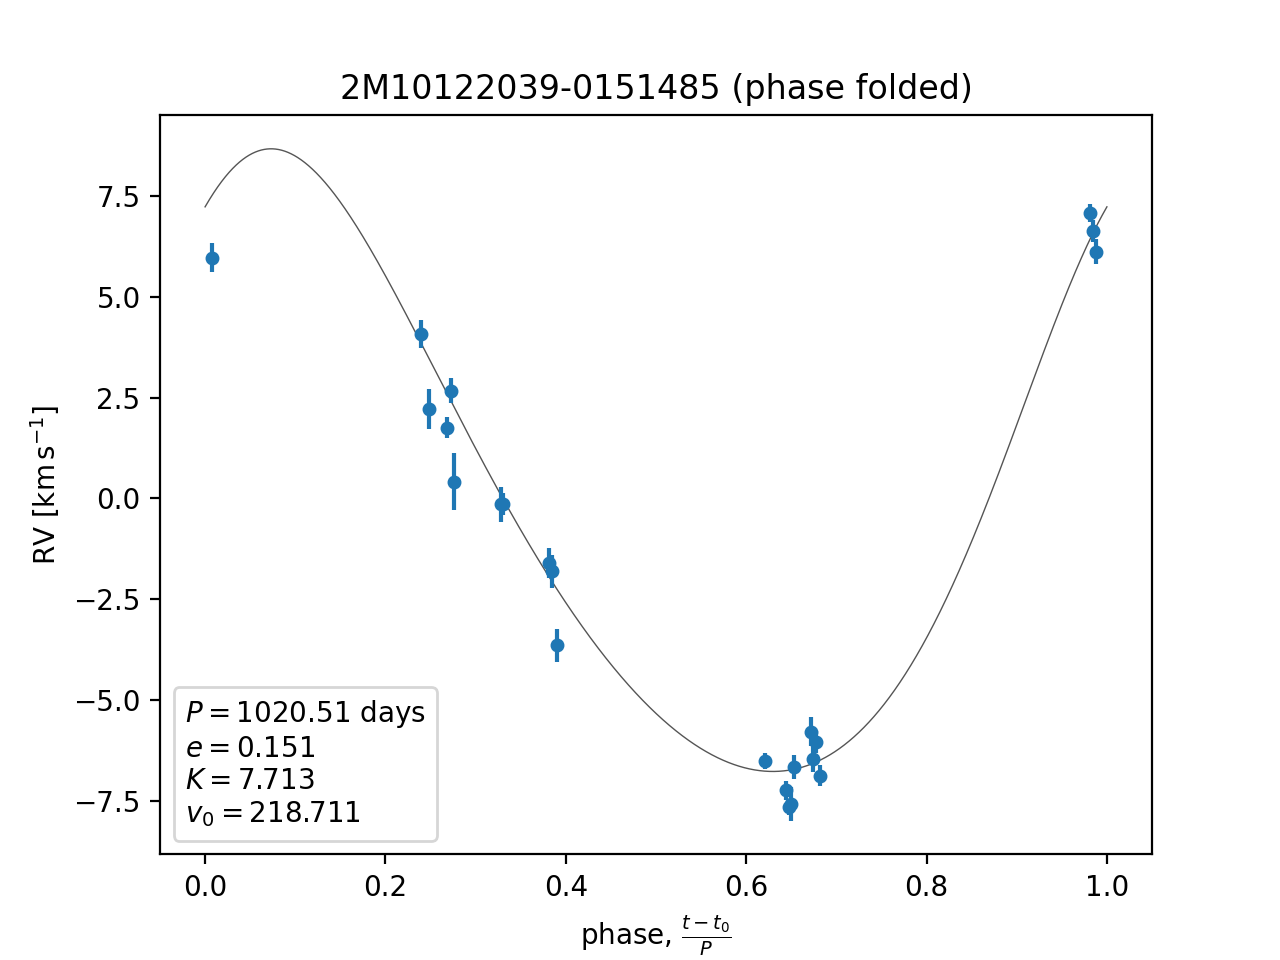 2M10122039-0151485 (phase folded)
RV [km s⁻¹]
7.5
5.0
2.5
0.0
−2.5
−5.0
−7.5
P = 1020.51 days
e = 0.151
K = 7.713
v₀ = 218.711
0.0 0.2 0.4 0.6 0.8 1.0
phase, (t − t₀)/P